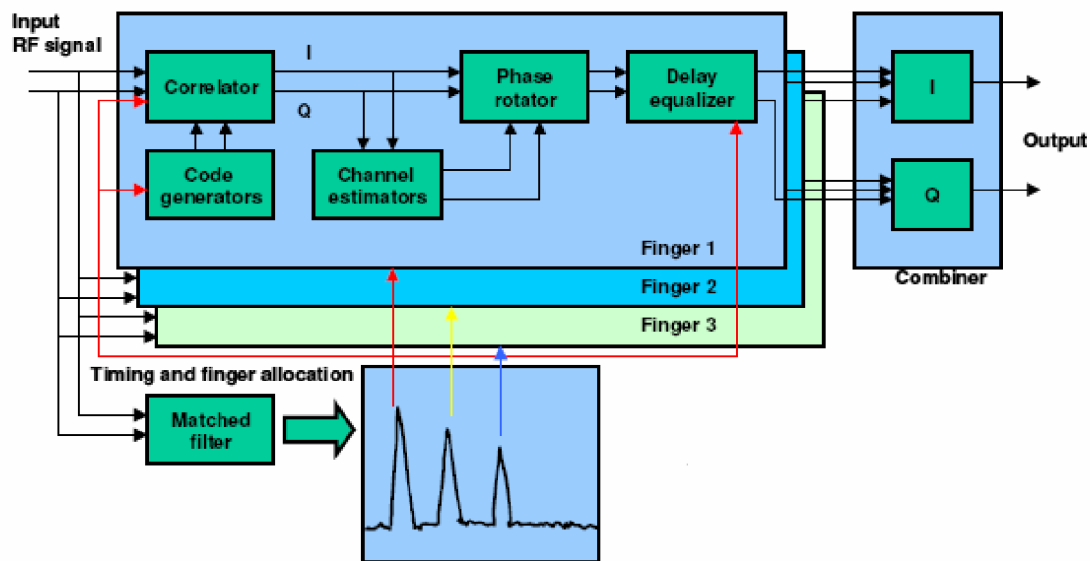 Input
RF signal
I
Q
Correlator
Phase
rotator
Delay
equalizer
I
Output
Code
generators
Channel
estimators
Q
Finger 1
Combiner
Finger 2
Finger 3
Timing and finger allocation
Matched
filter